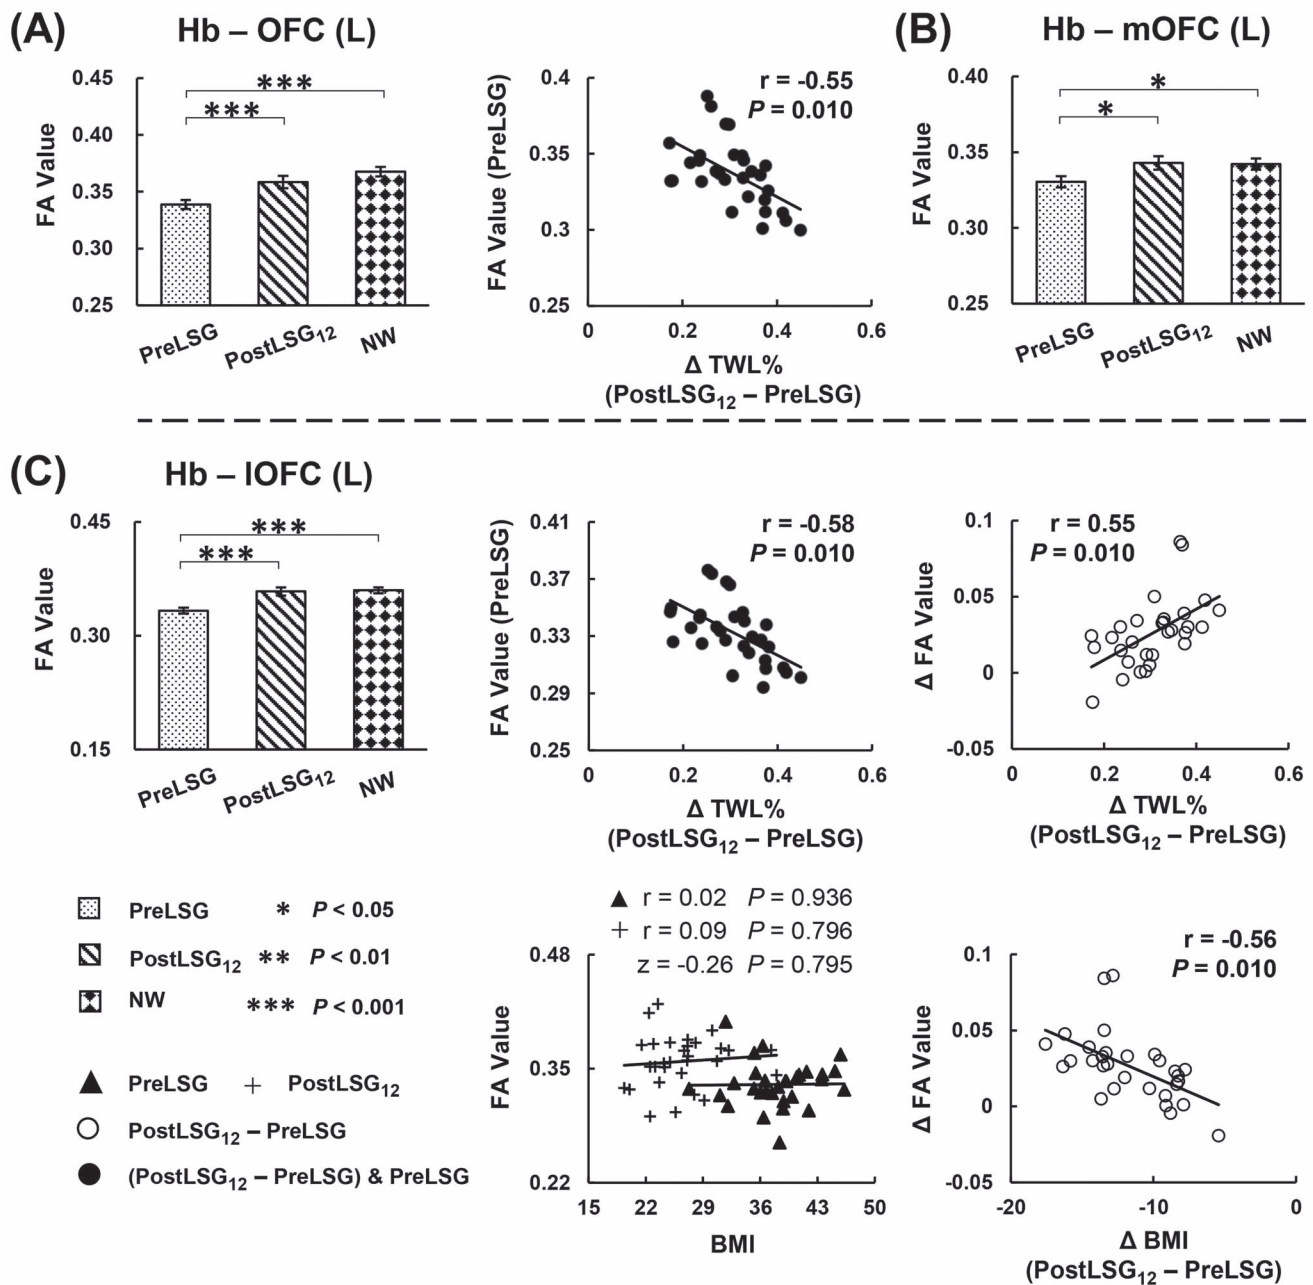 (A)
Hb – OFC (L)
FA Value
0.45
0.40
0.35
0.30
0.25
***
***
PreLSG
PostLSG12
NW
FA Value (PreLSG)
0.4
0.35
0.3
0.25
r = -0.55
P = 0.010
0
0.2
0.4
0.6
Δ TWL%
(PostLSG12 – PreLSG)
(B)
Hb – mOFC (L)
FA Value
0.40
0.35
0.30
0.25
*
*
PreLSG
PostLSG12
NW
(C)
Hb – lOFC (L)
FA Value
0.45
0.30
0.15
***
***
PreLSG
PostLSG12
NW
FA Value (PreLSG)
0.41
0.37
0.33
0.29
0.25
r = -0.58
P = 0.010
0
0.2
0.4
0.6
Δ TWL%
(PostLSG12 – PreLSG)
Δ FA Value
0.1
0.05
0
-0.05
r = 0.55
P = 0.010
0
0.2
0.4
0.6
Δ TWL%
(PostLSG12 – PreLSG)
PreLSG * P < 0.05
PostLSG12 ** P < 0.01
NW *** P < 0.001
PreLSG + PostLSG12
PostLSG12 – PreLSG
(PostLSG12 – PreLSG) & PreLSG
r = 0.02 P = 0.936
+ r = 0.09 P = 0.796
z = -0.26 P = 0.795
FA Value
0.48
0.35
0.22
15
22
29
36
43
50
BMI
Δ FA Value
0.1
0.05
0
-0.05
r = -0.56
P = 0.010
-20
-10
0
Δ BMI
(PostLSG12 – PreLSG)